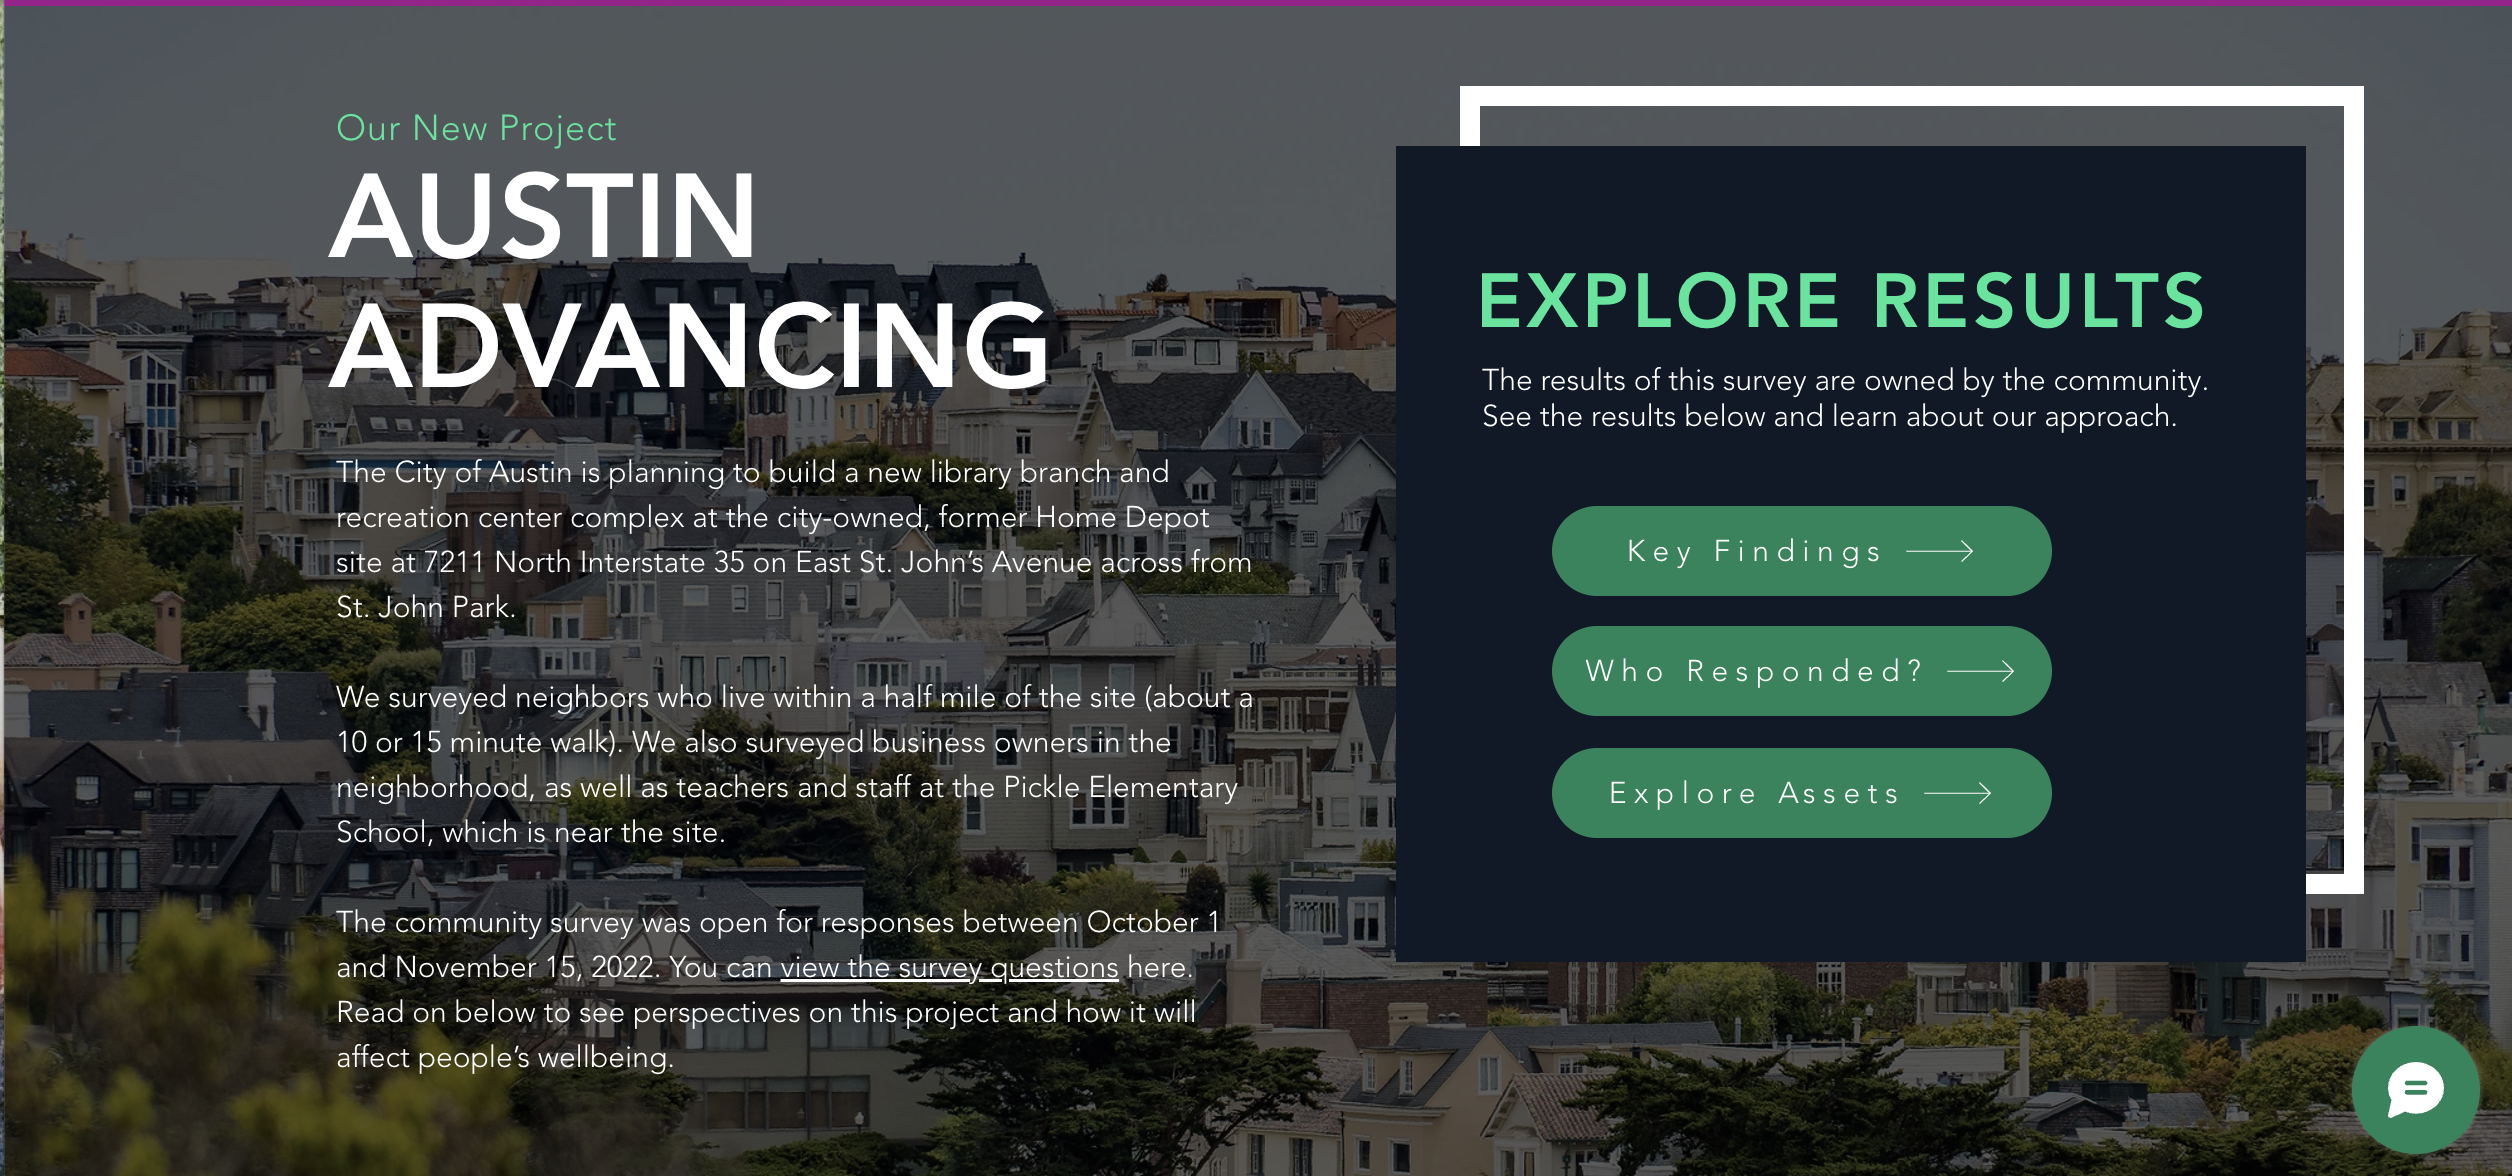 Our New Project
AUSTIN
ADVANCING
The City of Austin is planning to build a new library branch and
recreation center complex at the city-owned, former Home Depot
site at 7211 North Interstate 35 on East St. John’s Avenue across from
St. John Park.
We surveyed neighbors who live within a half mile of the site (about a
10 or 15 minute walk). We also surveyed business owners in the
neighborhood, as well as teachers and staff at the Pickle Elementary
School, which is near the site.
The community survey was open for responses between October 1
and November 15, 2022. You can view the survey questions here.
Read on below to see perspectives on this project and how it will
affect people’s wellbeing.
EXPLORE RESULTS
The results of this survey are owned by the community.
See the results below and learn about our approach.
Key Findings
Who Responded?
Explore Assets